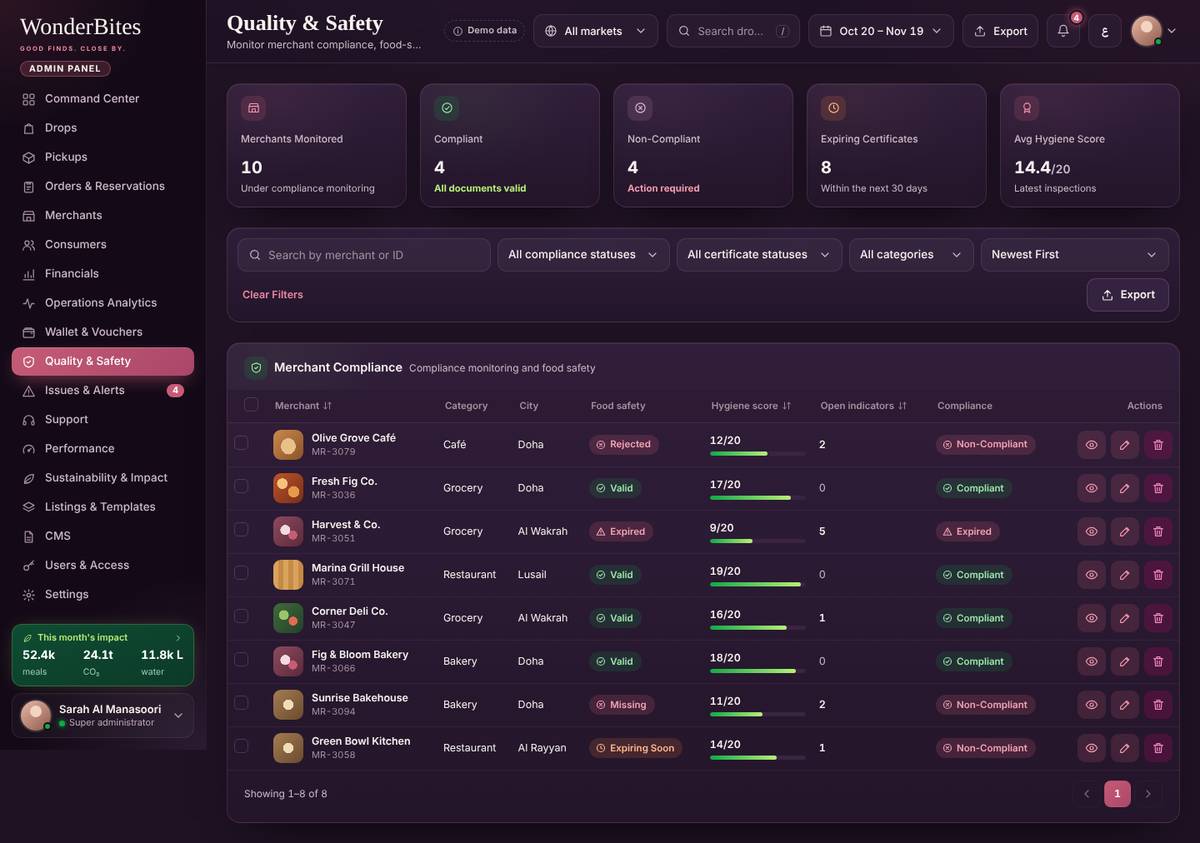 WonderBites
GOOD FINDS. CLOSE BY.
ADMIN PANEL
Command Center
Drops
Pickups
Orders & Reservations
Merchants
Consumers
Financials
Operations Analytics
Wallet & Vouchers
Quality & Safety
Issues & Alerts 4
Support
Performance
Sustainability & Impact
Listings & Templates
CMS
Users & Access
Settings
This month's impact
52.4k 24.1t 11.8k L
meals CO₂ water
Sarah Al Manasoori
Super administrator
Quality & Safety
Monitor merchant compliance, food-s...
Demo data
All markets
Search dro... /
Oct 20 – Nov 19
Export
4
ع
Merchants Monitored
10
Under compliance monitoring
Compliant
4
All documents valid
Non-Compliant
4
Action required
Expiring Certificates
8
Within the next 30 days
Avg Hygiene Score
14.4/20
Latest inspections
Search by merchant or ID
All compliance statuses
All certificate statuses
All categories
Newest First
Clear Filters
Export
Merchant Compliance Compliance monitoring and food safety
Merchant Category City Food safety Hygiene score Open indicators Compliance Actions
Olive Grove Café
MR-3079
Café Doha Rejected 12/20 2 Non-Compliant
Fresh Fig Co.
MR-3036
Grocery Doha Valid 17/20 0 Compliant
Harvest & Co.
MR-3051
Grocery Al Wakrah Expired 9/20 5 Expired
Marina Grill House
MR-3071
Restaurant Lusail Valid 19/20 0 Compliant
Corner Deli Co.
MR-3047
Grocery Al Wakrah Valid 16/20 1 Compliant
Fig & Bloom Bakery
MR-3066
Bakery Doha Valid 18/20 0 Compliant
Sunrise Bakehouse
MR-3094
Bakery Doha Missing 11/20 2 Non-Compliant
Green Bowl Kitchen
MR-3058
Restaurant Al Rayyan Expiring Soon 14/20 1 Non-Compliant
Showing 1–8 of 8
1